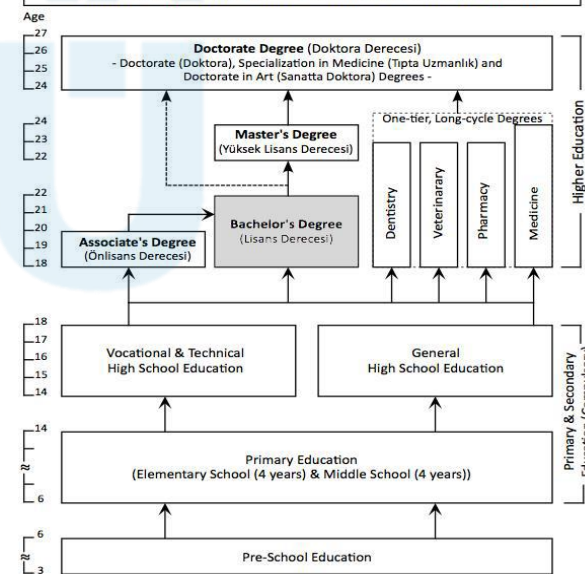 Age
27
26
25
24
Doctorate Degree (Doktora Derecesi)
- Doctorate (Doktora), Specialization in Medicine (Tıpta Uzmanlık) and
Doctorate in Art (Sanatta Doktora) Degrees -
24
23
22
Master's Degree
(Yüksek Lisans Derecesi)
One-tier, Long-cycle Degrees
Dentistry
Veterinarary
Pharmacy
Medicine
Higher Education
22
21
20
19
18
Bachelor's Degree
(Lisans Derecesi)
Associate's Degree
(Önlisans Derecesi)
18
17
16
15
14
Vocational & Technical
High School Education
General
High School Education
Primary & Secondary
14
6
Primary Education
(Elementary School (4 years) & Middle School (4 years))
6
3
Pre-School Education